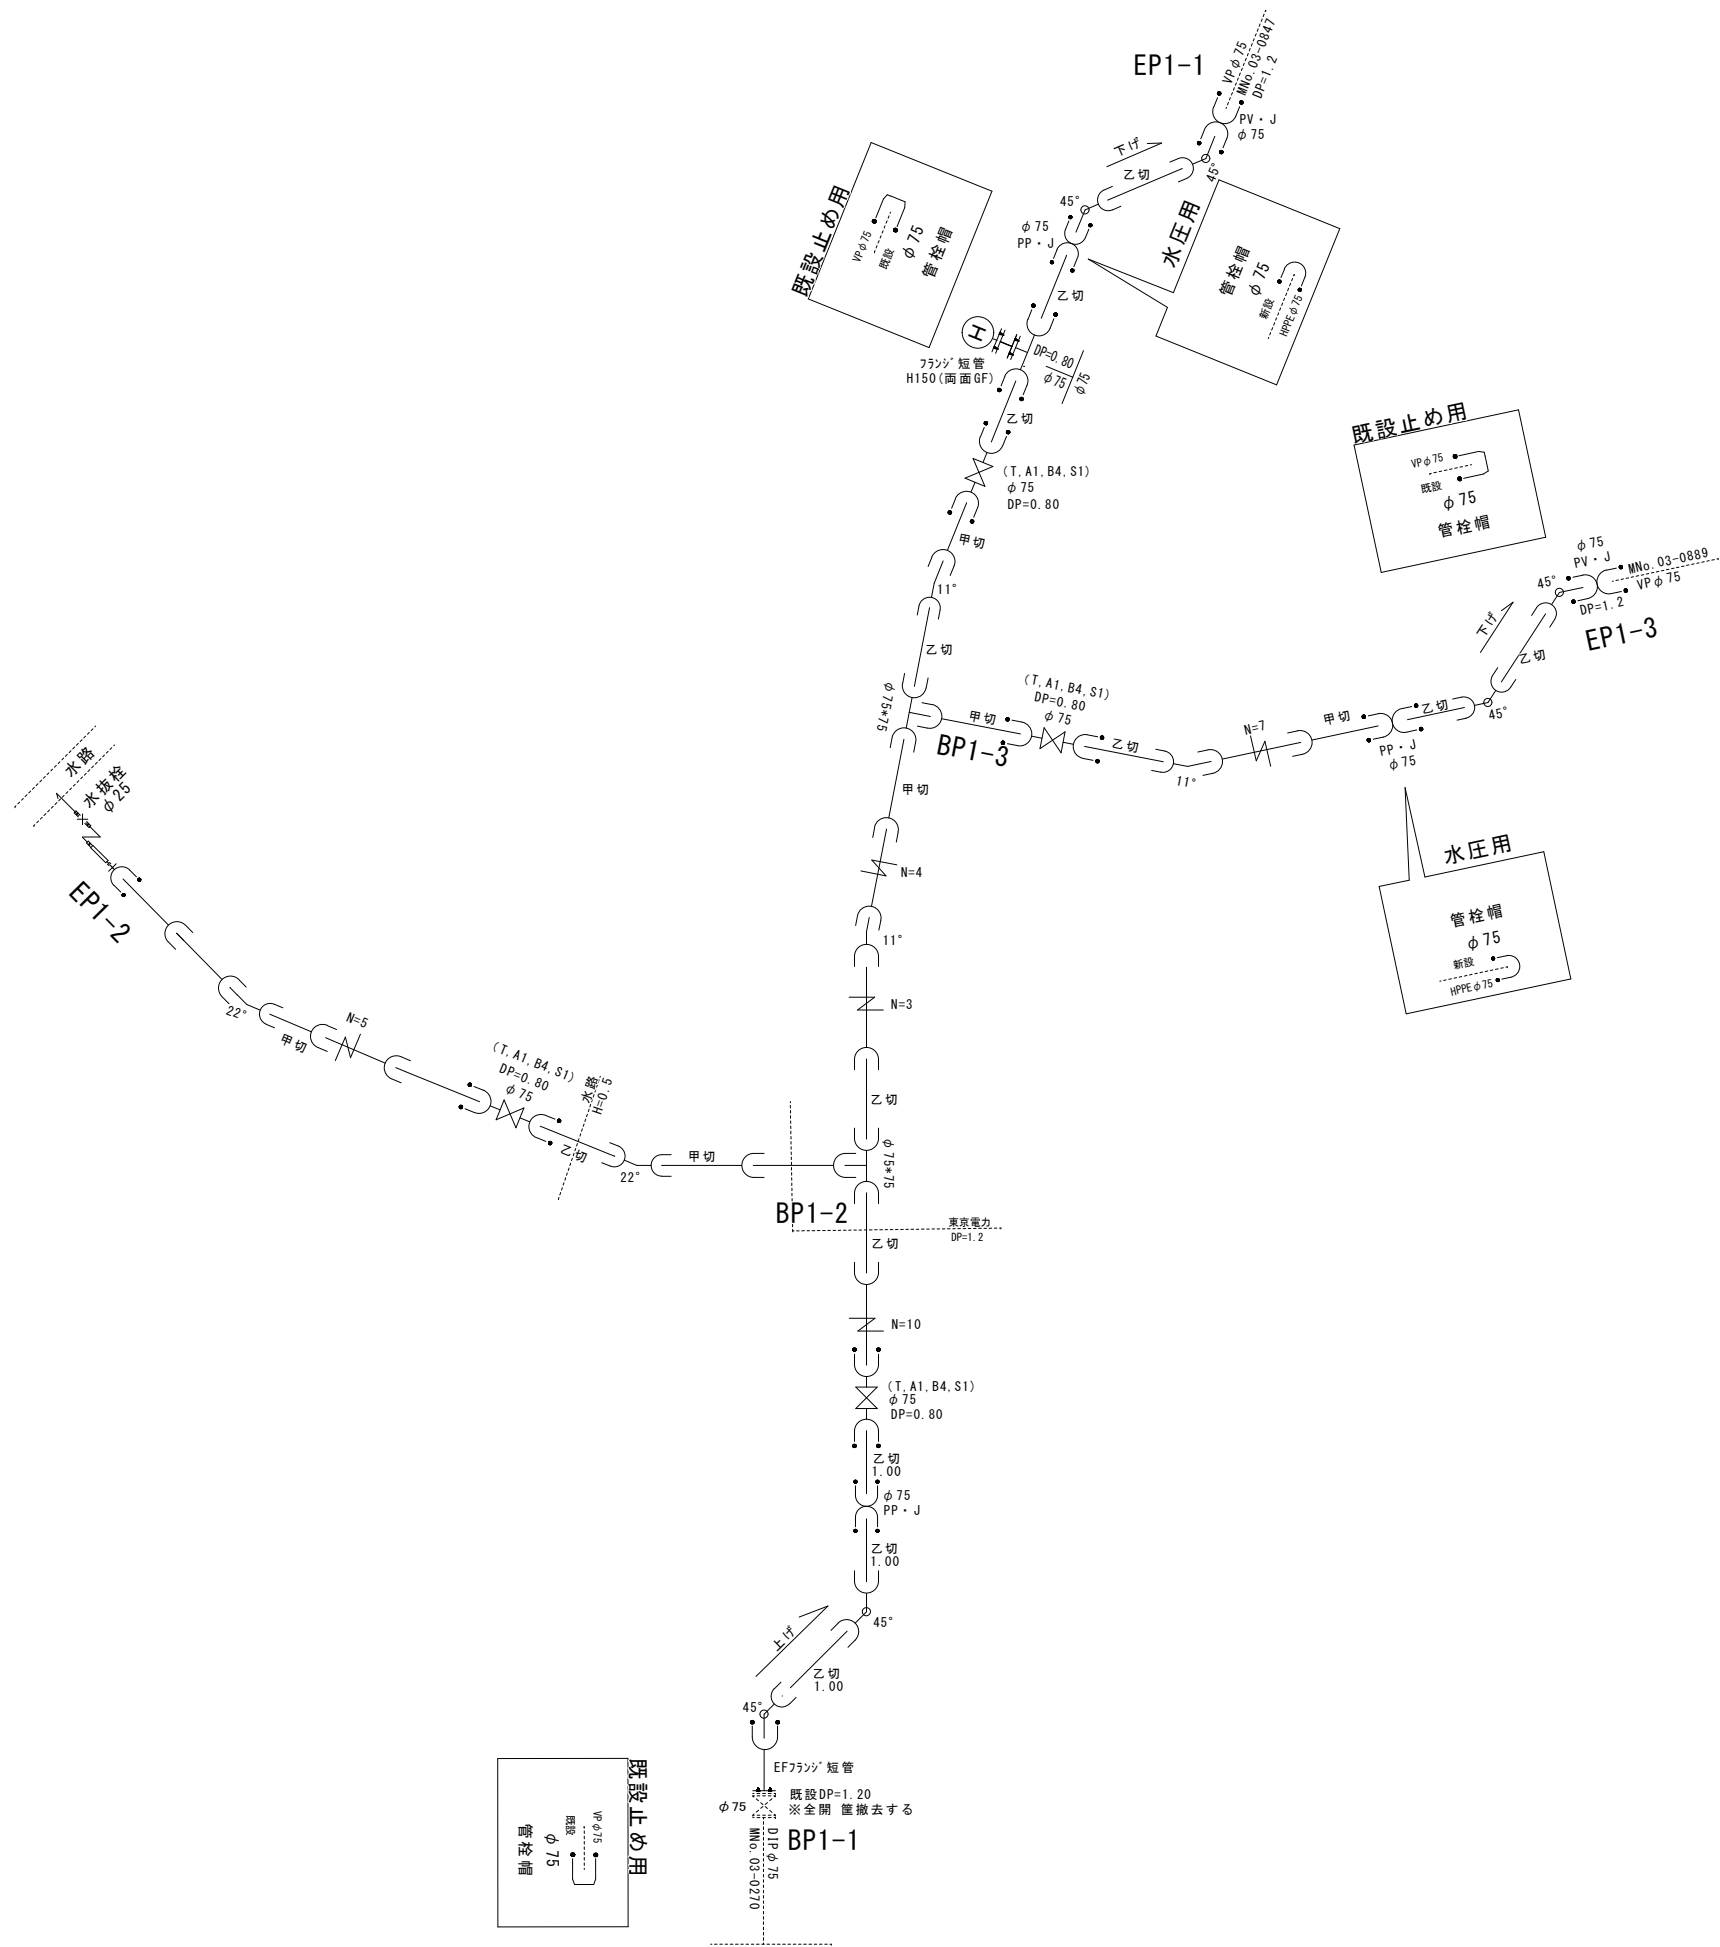 EP1-1
VPφ75
MNo.03-0847
DP=1.2
PV・J
φ75
下げ
乙切
45°
45°
φ75
PP・J
乙切
既設止め用
VPφ75
既設
φ75
管栓帽
水圧用
管栓帽
φ75
新設
HPPEφ75
H
フランジ短管
H150(両面GF)
DP=0.80
φ75
φ75
乙切
(T,A1,B4,S1)
φ75
DP=0.80
甲切
11°
乙切
φ75*75
既設止め用
VPφ75
既設
φ75
管栓帽
φ75
PV・J
MNo.03-0889
VPφ75
45°
DP=1.2
EP1-3
下げ
乙切
(T,A1,B4,S1)
DP=0.80
φ75
甲切
BP1-3
乙切
11°
N=7
甲切
乙切
45°
PP・J
φ75
水圧用
管栓帽
φ75
新設
HPPEφ75
甲切
N=4
11°
N=3
乙切
φ75*75
水路
水抜栓
φ25
EP1-2
22°
甲切
N=5
(T,A1,B4,S1)
DP=0.80
φ75
水路
H=0.5
乙切
22°
甲切
BP1-2
東京電力
DP=1.2
乙切
N=10
(T,A1,B4,S1)
φ75
DP=0.80
乙切
1.00
φ75
PP・J
乙切
1.00
45°
上げ
乙切
1.00
45°
EFフランジ短管
φ75
既設DP=1.20
※全開 筐撤去する
BP1-1
DIPφ75
MNo.03-0270
既設止め用
VPφ75
既設
φ75
管栓帽